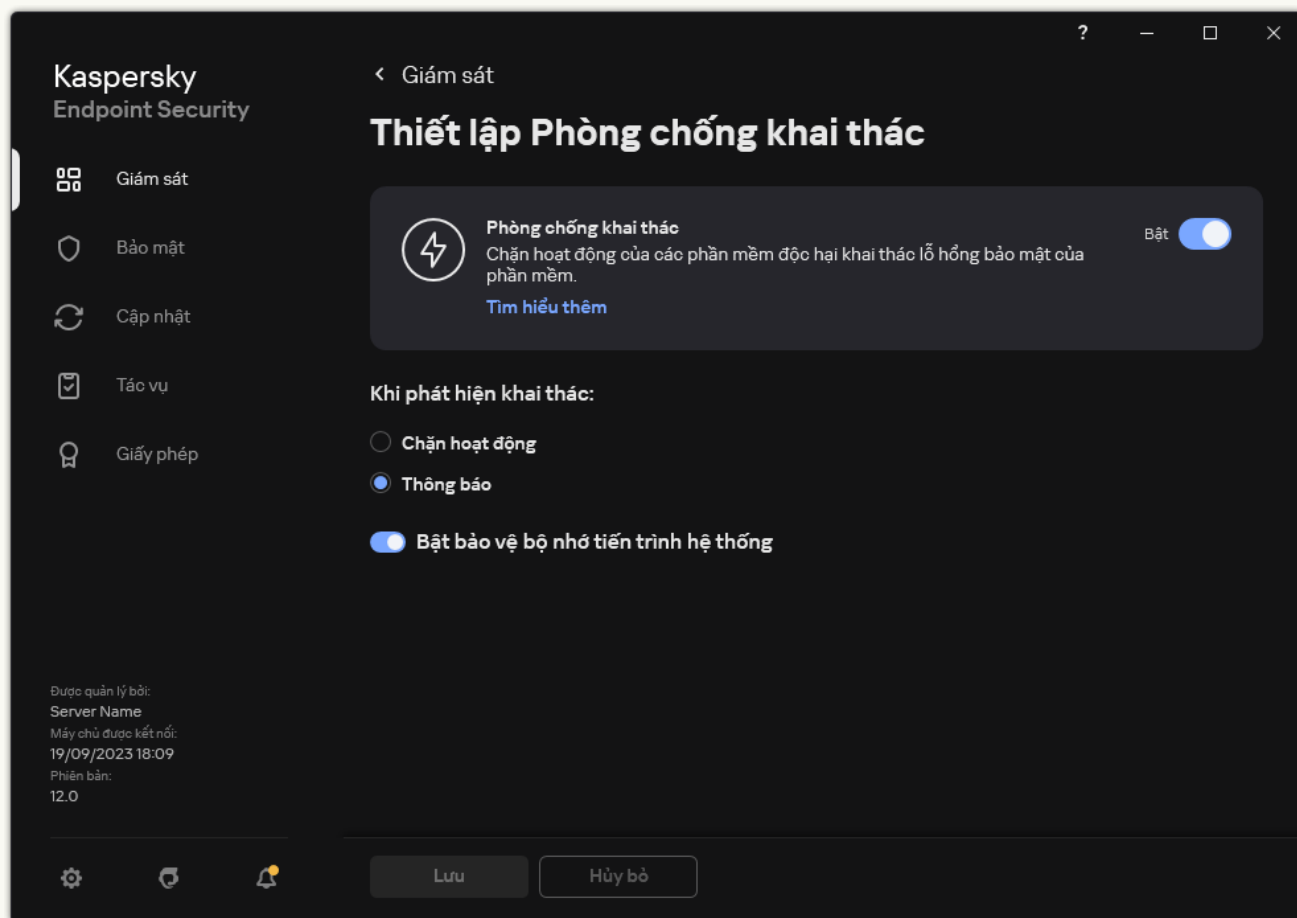 ?
Kaspersky
Endpoint Security
Giám sát
Bảo mật
Cập nhật
Tác vụ
Giấy phép
Được quản lý bởi:
Server Name
Máy chủ được kết nối:
19/09/2023 18:09
Phiên bản:
12.0
Giám sát
Thiết lập Phòng chống khai thác
Phòng chống khai thác
Chặn hoạt động của các phần mềm độc hại khai thác lỗ hổng bảo mật của
phần mềm.
Tìm hiểu thêm
Bật
Khi phát hiện khai thác:
Chặn hoạt động
Thông báo
Bật bảo vệ bộ nhớ tiến trình hệ thống
Lưu
Hủy bỏ